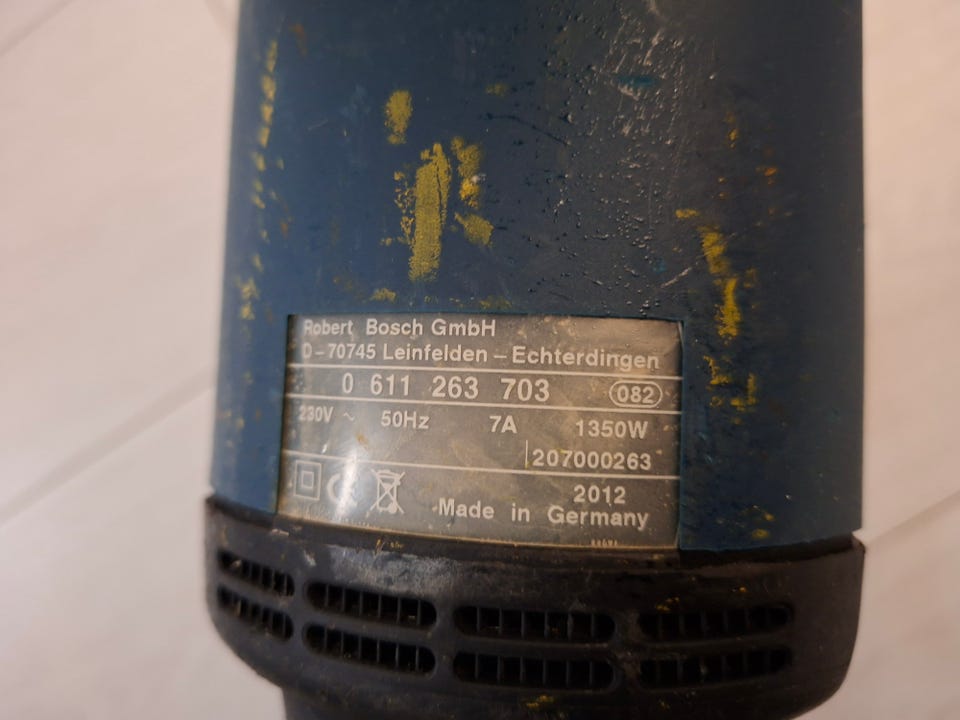 Robert Bosch GmbH
D-70745 Leinfelden - Echterdingen
0 611 263 703 082
230V ~ 50Hz 7A 1350W
207000263
2012
Made in Germany